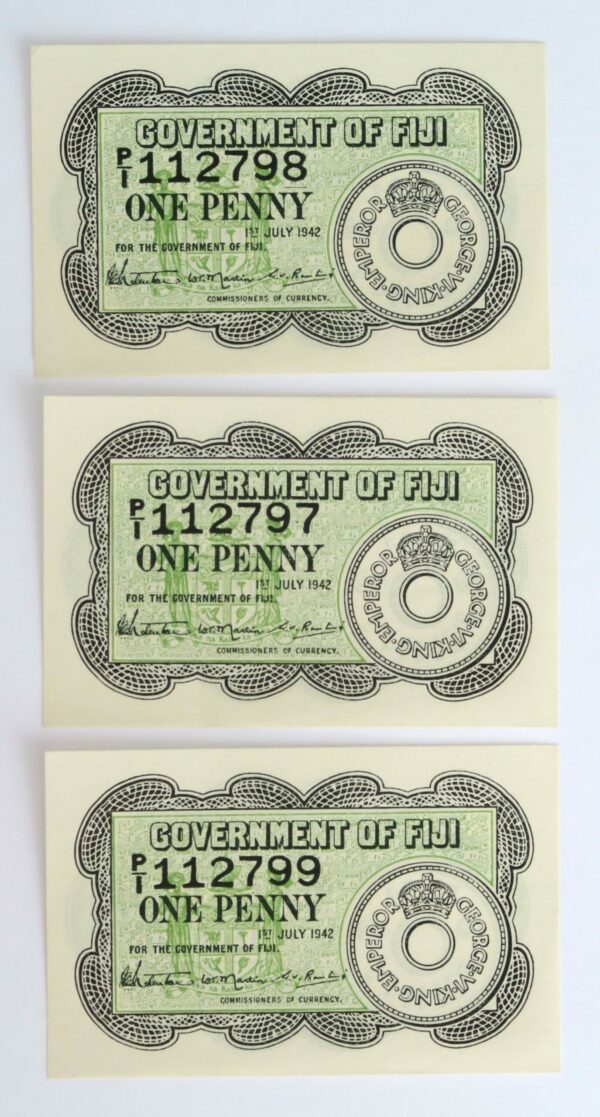 GOVERNMENT OF FIJI
P/1 112798
ONE PENNY
1ST JULY 1942
FOR THE GOVERNMENT OF FIJI.
COMMISSIONERS OF CURRENCY.
GEORGE·VI·KING·EMPEROR
GOVERNMENT OF FIJI
P/1 112797
ONE PENNY
1ST JULY 1942
FOR THE GOVERNMENT OF FIJI.
COMMISSIONERS OF CURRENCY.
GEORGE·VI·KING·EMPEROR
GOVERNMENT OF FIJI
P/1 112799
ONE PENNY
1ST JULY 1942
FOR THE GOVERNMENT OF FIJI.
COMMISSIONERS OF CURRENCY.
GEORGE·VI·KING·EMPEROR